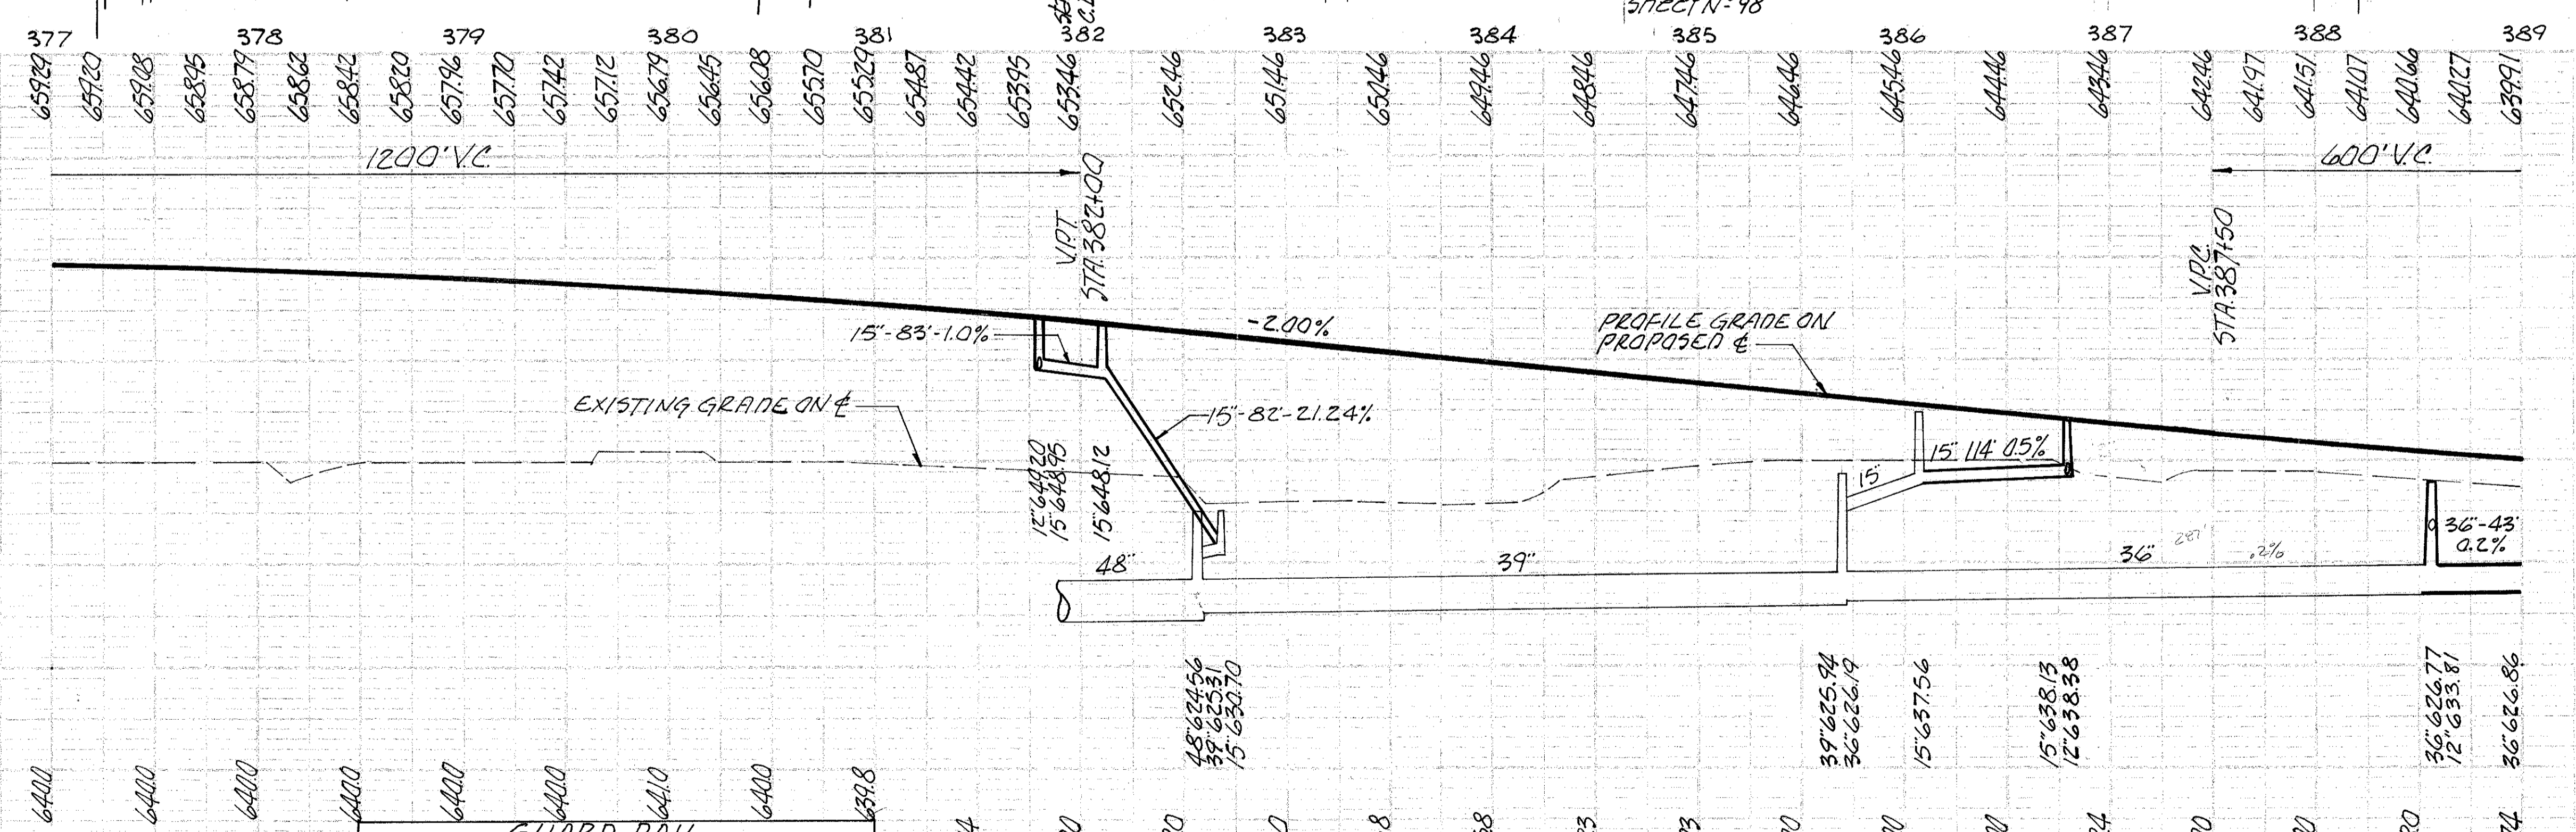 SHEET Nº 98
377 378 379 380 381 382 383 384 385 386 387 388 389
659.29 659.20 659.08 658.95 658.79 658.62 658.42 658.20 657.96 657.70 657.42 657.12 656.79 656.45 656.08 655.70 655.29 654.87 654.42 653.95 653.46 652.46 651.46 650.46 649.46 648.46 647.46 646.46 645.46 644.46 643.46 642.46 641.97 641.51 641.07 640.66 640.27 639.91
1200' V.C.
600' V.C.
V.P.T.
STA. 382+00
V.P.C.
STA. 387+50
15"-83'-1.0%
-2.00%
PROFILE GRADE ON
PROPOSED ℄
EXISTING GRADE ON ℄
15"-82'-21.24%
12" 649.20
15" 648.95
15" 648.12
15" 114' 0.5%
15"
48"
39"
36"
287'
.2%
36"-43'
0.2%
48" 624.56
39" 625.31
15" 630.70
39" 625.94
36" 626.19
15" 637.56
15" 638.13
12" 638.38
36" 626.77
12" 633.81
36" 626.86
640.0 640.0 640.0 640.0 640.0 640.0 641.0 640.0 639.8
GUARD RAIL